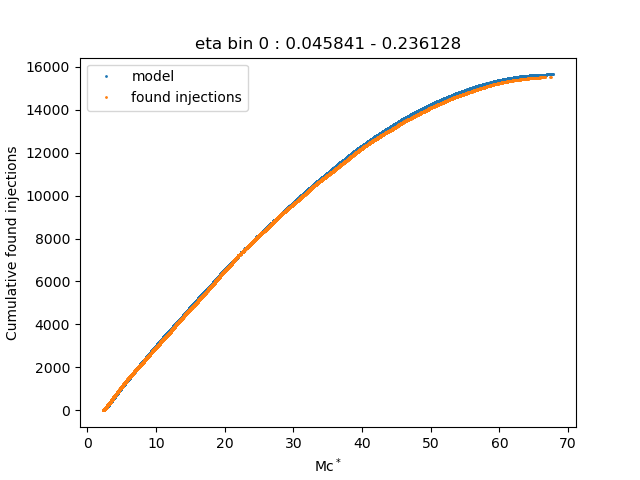 eta bin 0 : 0.045841 - 0.236128
model
found injections
16000
14000
12000
10000
8000
6000
4000
2000
0
Cumulative found injections
0 10 20 30 40 50 60 70
Mc*